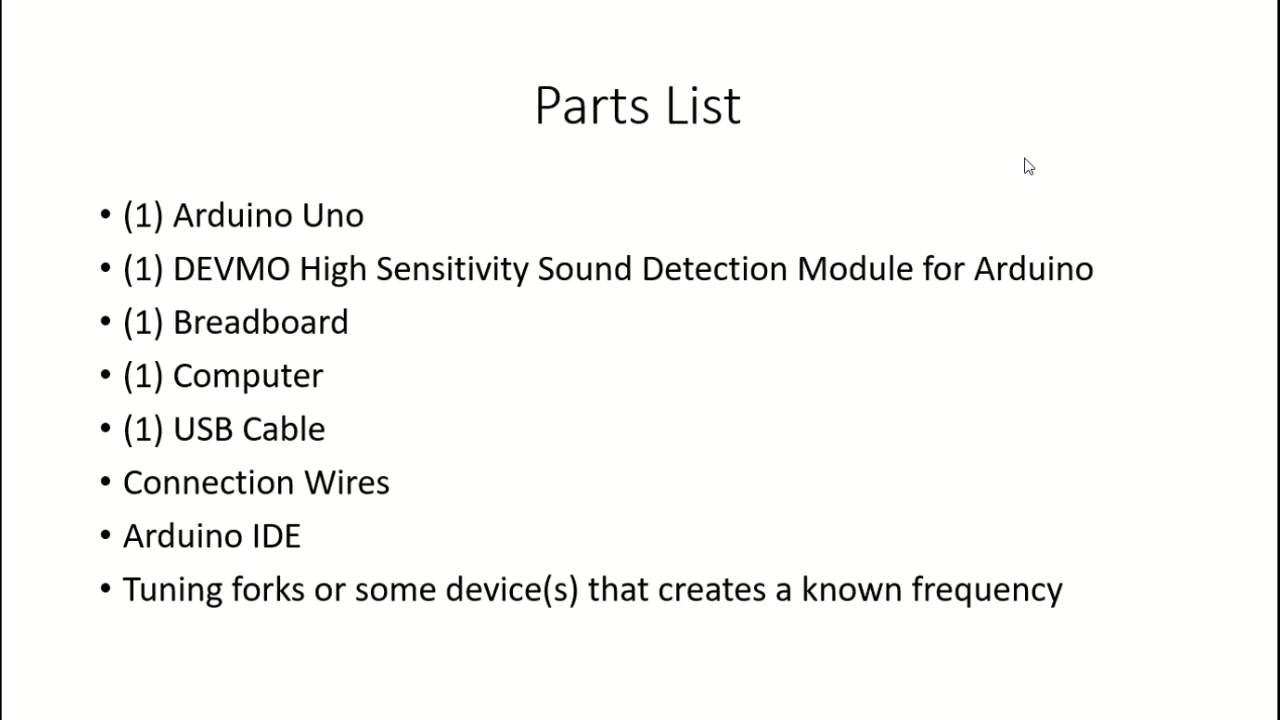 Parts List
• (1) Arduino Uno
• (1) DEVMO High Sensitivity Sound Detection Module for Arduino
• (1) Breadboard
• (1) Computer
• (1) USB Cable
• Connection Wires
• Arduino IDE
• Tuning forks or some device(s) that creates a known frequency